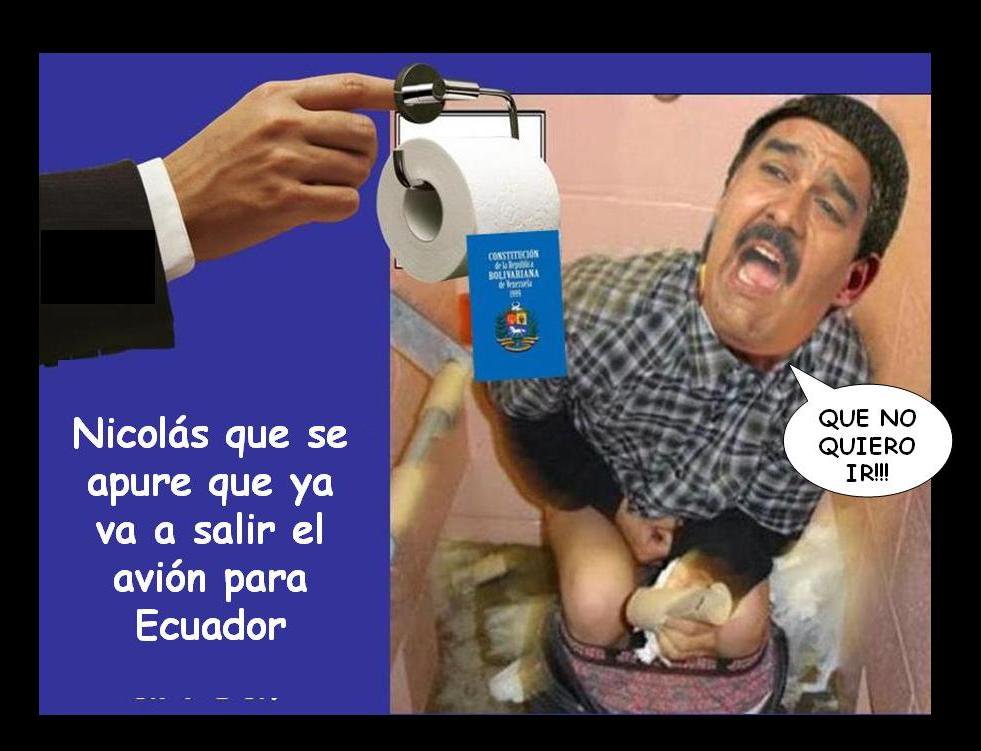 CONSTITUCIÓN
de la República
BOLIVARIANA
de Venezuela
1999
QUE NO
QUIERO
IR!!!
Nicolás que se
apure que ya
va a salir el
avión para
Ecuador